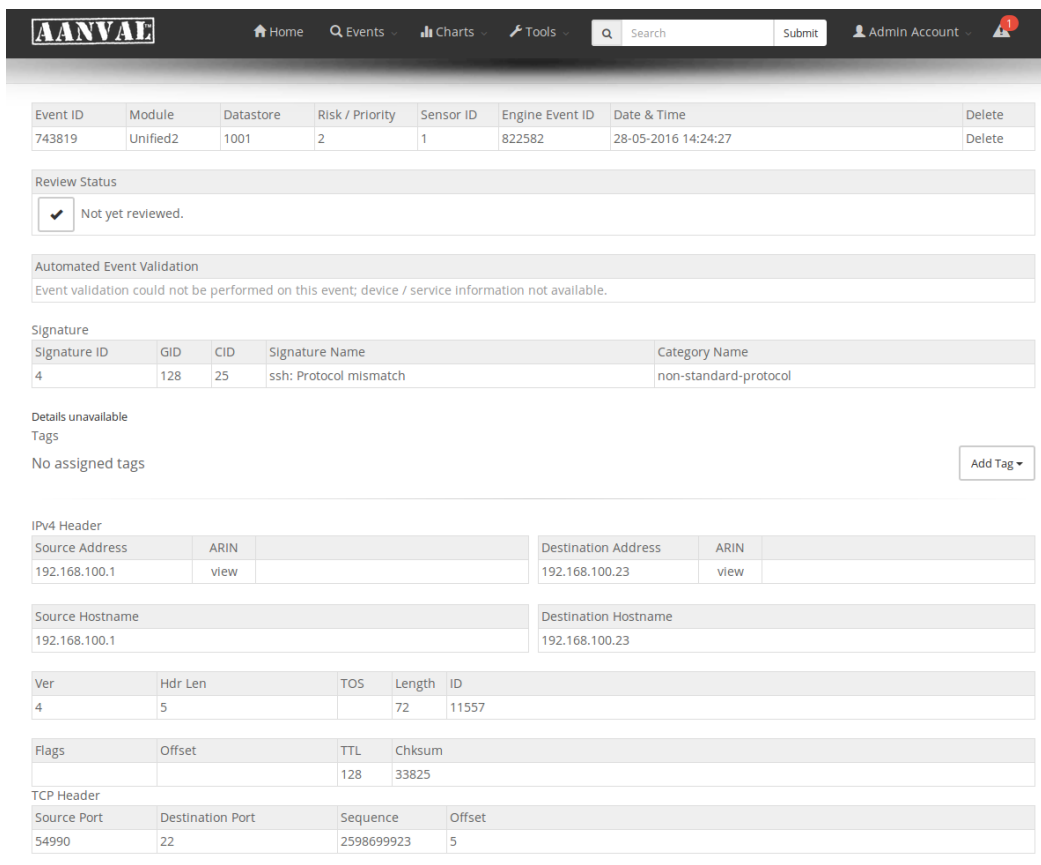 AANVAL Home Events Charts Tools Search Submit Admin Account 1
Event ID Module Datastore Risk / Priority Sensor ID Engine Event ID Date & Time Delete
743819 Unified2 1001 2 1 822582 28-05-2016 14:24:27 Delete
Review Status
Not yet reviewed.
Automated Event Validation
Event validation could not be performed on this event; device / service information not available.
Signature
Signature ID GID CID Signature Name Category Name
4 128 25 ssh: Protocol mismatch non-standard-protocol
Details unavailable
Tags
No assigned tags Add Tag
IPv4 Header
Source Address ARIN Destination Address ARIN
192.168.100.1 view 192.168.100.23 view
Source Hostname Destination Hostname
192.168.100.1 192.168.100.23
Ver Hdr Len TOS Length ID
4 5 72 11557
Flags Offset TTL Chksum
128 33825
TCP Header
Source Port Destination Port Sequence Offset
54990 22 2598699923 5